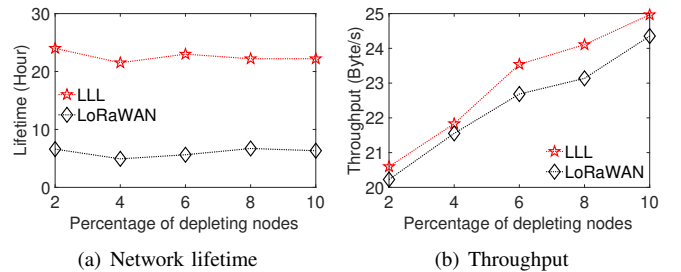 30
20
10
0
Lifetime (Hour)
LLL
LoRaWAN
2 4 6 8 10
Percentage of depleting nodes
(a) Network lifetime
25
24
23
22
21
20
Throughput (Byte/s)
LLL
LoRaWAN
2 4 6 8 10
Percentage of depleting nodes
(b) Throughput